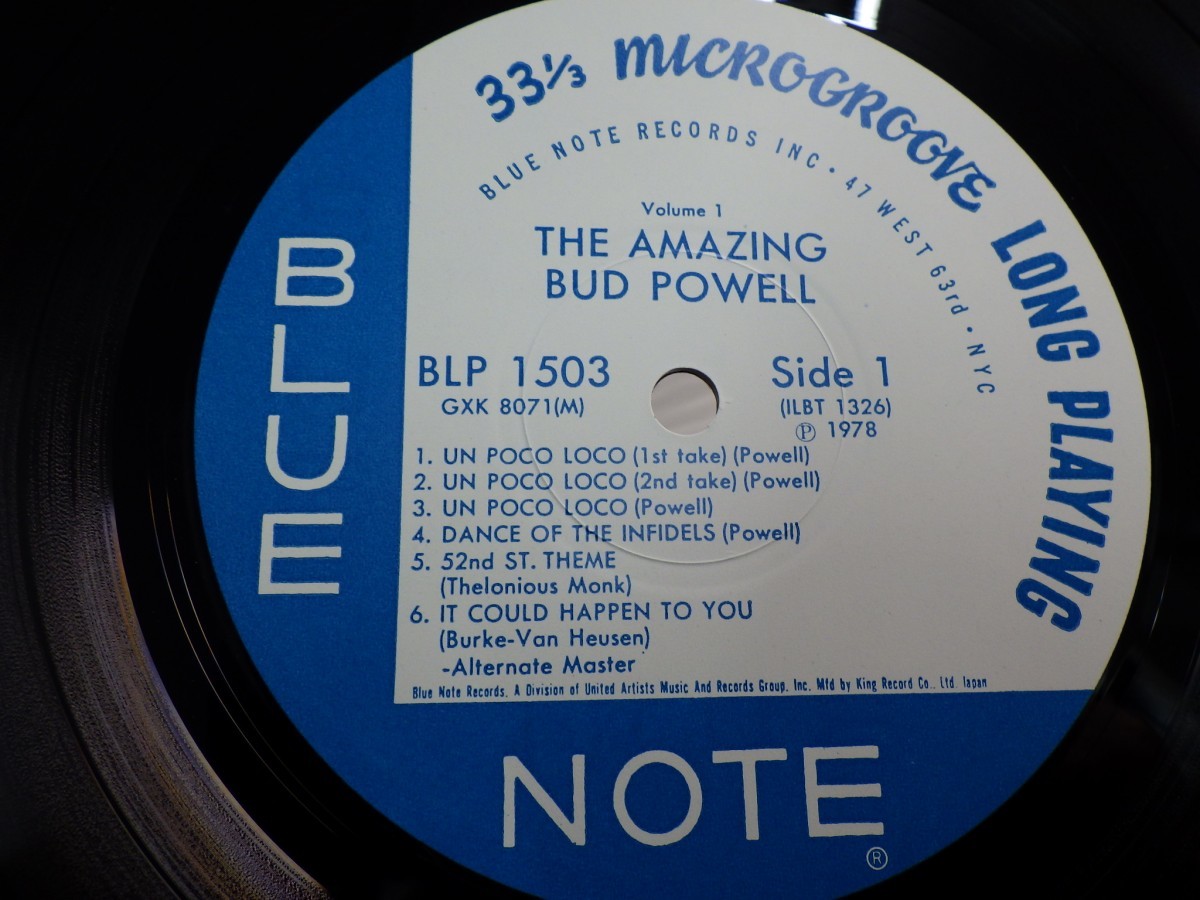 33⅓ MICROGROOVE LONG PLAYING
BLUE NOTE RECORDS INC · 47 WEST 63rd · NYC
Volume 1
THE AMAZING
BUD POWELL
BLP 1503
GXK 8071(M)
Side 1
(ILBT 1326)
℗ 1978
1. UN POCO LOCO (1st take) (Powell)
2. UN POCO LOCO (2nd take) (Powell)
3. UN POCO LOCO (Powell)
4. DANCE OF THE INFIDELS (Powell)
5. 52nd ST. THEME
(Thelonious Monk)
6. IT COULD HAPPEN TO YOU
(Burke-Van Heusen)
-Alternate Master
Blue Note Records. A Division of United Artists Music And Records Group, Inc. Mfd by King Record Co., Ltd. Japan
BLUE
NOTE
®